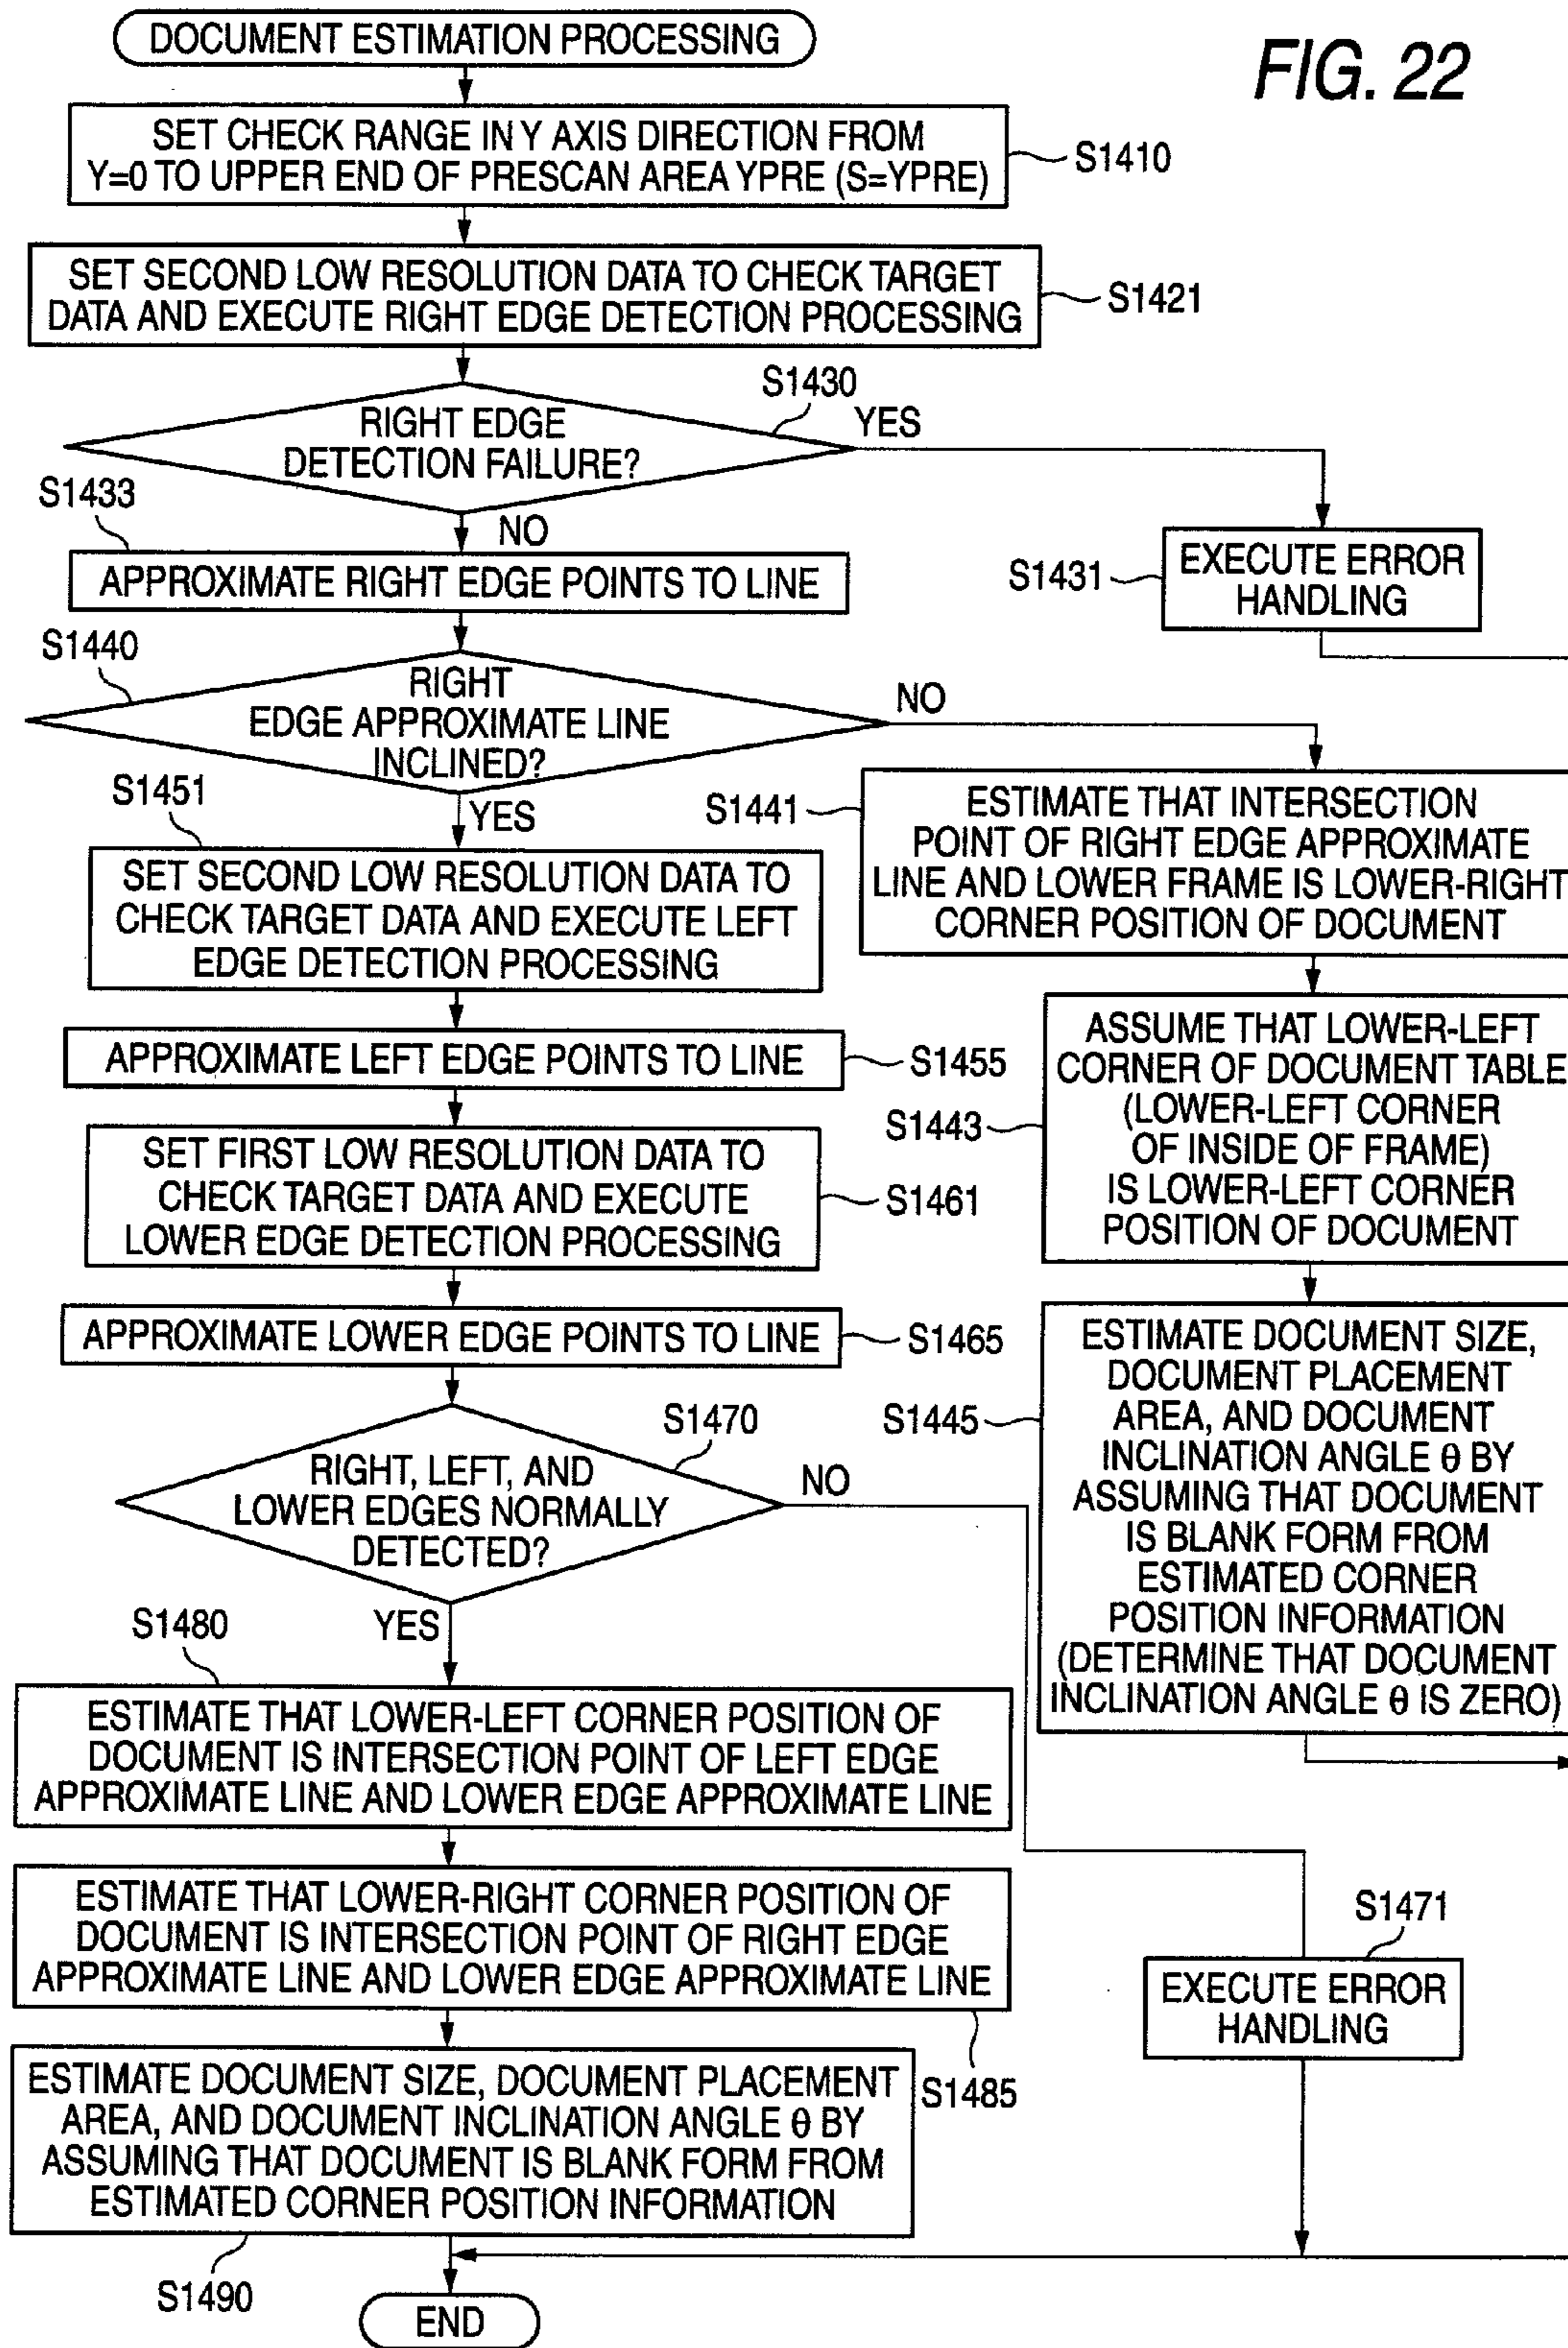 DOCUMENT ESTIMATION PROCESSING
FIG. 22
SET CHECK RANGE IN Y AXIS DIRECTION FROM
Y=0 TO UPPER END OF PRESCAN AREA YPRE (S=YPRE)
S1410
SET SECOND LOW RESOLUTION DATA TO CHECK TARGET
DATA AND EXECUTE RIGHT EDGE DETECTION PROCESSING
S1421
S1430
RIGHT EDGE
DETECTION FAILURE?
YES
NO
S1433
APPROXIMATE RIGHT EDGE POINTS TO LINE
S1431
EXECUTE ERROR
HANDLING
S1440
RIGHT
EDGE APPROXIMATE LINE
INCLINED?
NO
YES
S1441
ESTIMATE THAT INTERSECTION
POINT OF RIGHT EDGE APPROXIMATE
LINE AND LOWER FRAME IS LOWER-RIGHT
CORNER POSITION OF DOCUMENT
S1451
SET SECOND LOW RESOLUTION DATA TO
CHECK TARGET DATA AND EXECUTE LEFT
EDGE DETECTION PROCESSING
APPROXIMATE LEFT EDGE POINTS TO LINE
S1455
S1443
ASSUME THAT LOWER-LEFT
CORNER OF DOCUMENT TABLE
(LOWER-LEFT CORNER
OF INSIDE OF FRAME)
IS LOWER-LEFT CORNER
POSITION OF DOCUMENT
SET FIRST LOW RESOLUTION DATA TO
CHECK TARGET DATA AND EXECUTE
LOWER EDGE DETECTION PROCESSING
S1461
APPROXIMATE LOWER EDGE POINTS TO LINE
S1465
S1445
ESTIMATE DOCUMENT SIZE,
DOCUMENT PLACEMENT
AREA, AND DOCUMENT
INCLINATION ANGLE θ BY
ASSUMING THAT DOCUMENT
IS BLANK FORM FROM
ESTIMATED CORNER
POSITION INFORMATION
(DETERMINE THAT DOCUMENT
INCLINATION ANGLE θ IS ZERO)
S1470
RIGHT, LEFT, AND
LOWER EDGES NORMALLY
DETECTED?
NO
YES
S1480
ESTIMATE THAT LOWER-LEFT CORNER POSITION OF
DOCUMENT IS INTERSECTION POINT OF LEFT EDGE
APPROXIMATE LINE AND LOWER EDGE APPROXIMATE LINE
ESTIMATE THAT LOWER-RIGHT CORNER POSITION OF
DOCUMENT IS INTERSECTION POINT OF RIGHT EDGE
APPROXIMATE LINE AND LOWER EDGE APPROXIMATE LINE
S1485
S1471
EXECUTE ERROR
HANDLING
ESTIMATE DOCUMENT SIZE, DOCUMENT PLACEMENT
AREA, AND DOCUMENT INCLINATION ANGLE θ BY
ASSUMING THAT DOCUMENT IS BLANK FORM FROM
ESTIMATED CORNER POSITION INFORMATION
S1490
END